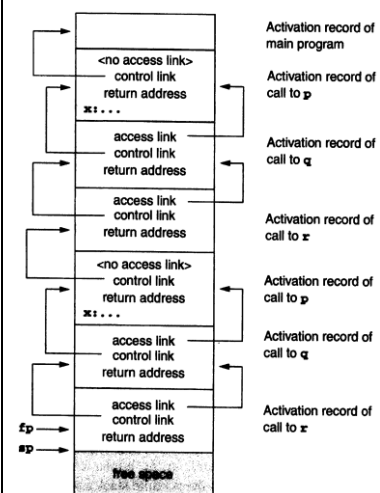 Activation record of
main program
<no access link>
control link
return address
x:...
Activation record of
call to p
access link
control link
return address
Activation record of
call to q
access link
control link
return address
Activation record of
call to r
<no access link>
control link
return address
x:...
Activation record of
call to p
access link
control link
return address
Activation record of
call to q
access link
control link
return address
Activation record of
call to r
fp
sp
free space